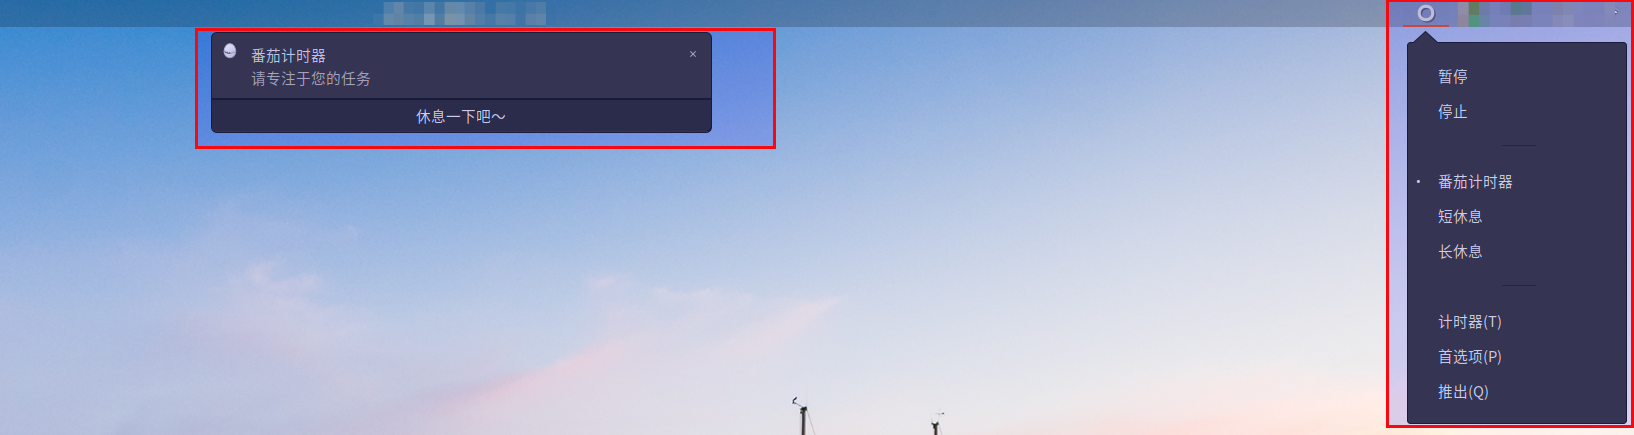 番茄计时器
请专注于您的任务
休息一下吧～
暂停
停止
番茄计时器
短休息
长休息
计时器(T)
首选项(P)
推出(Q)